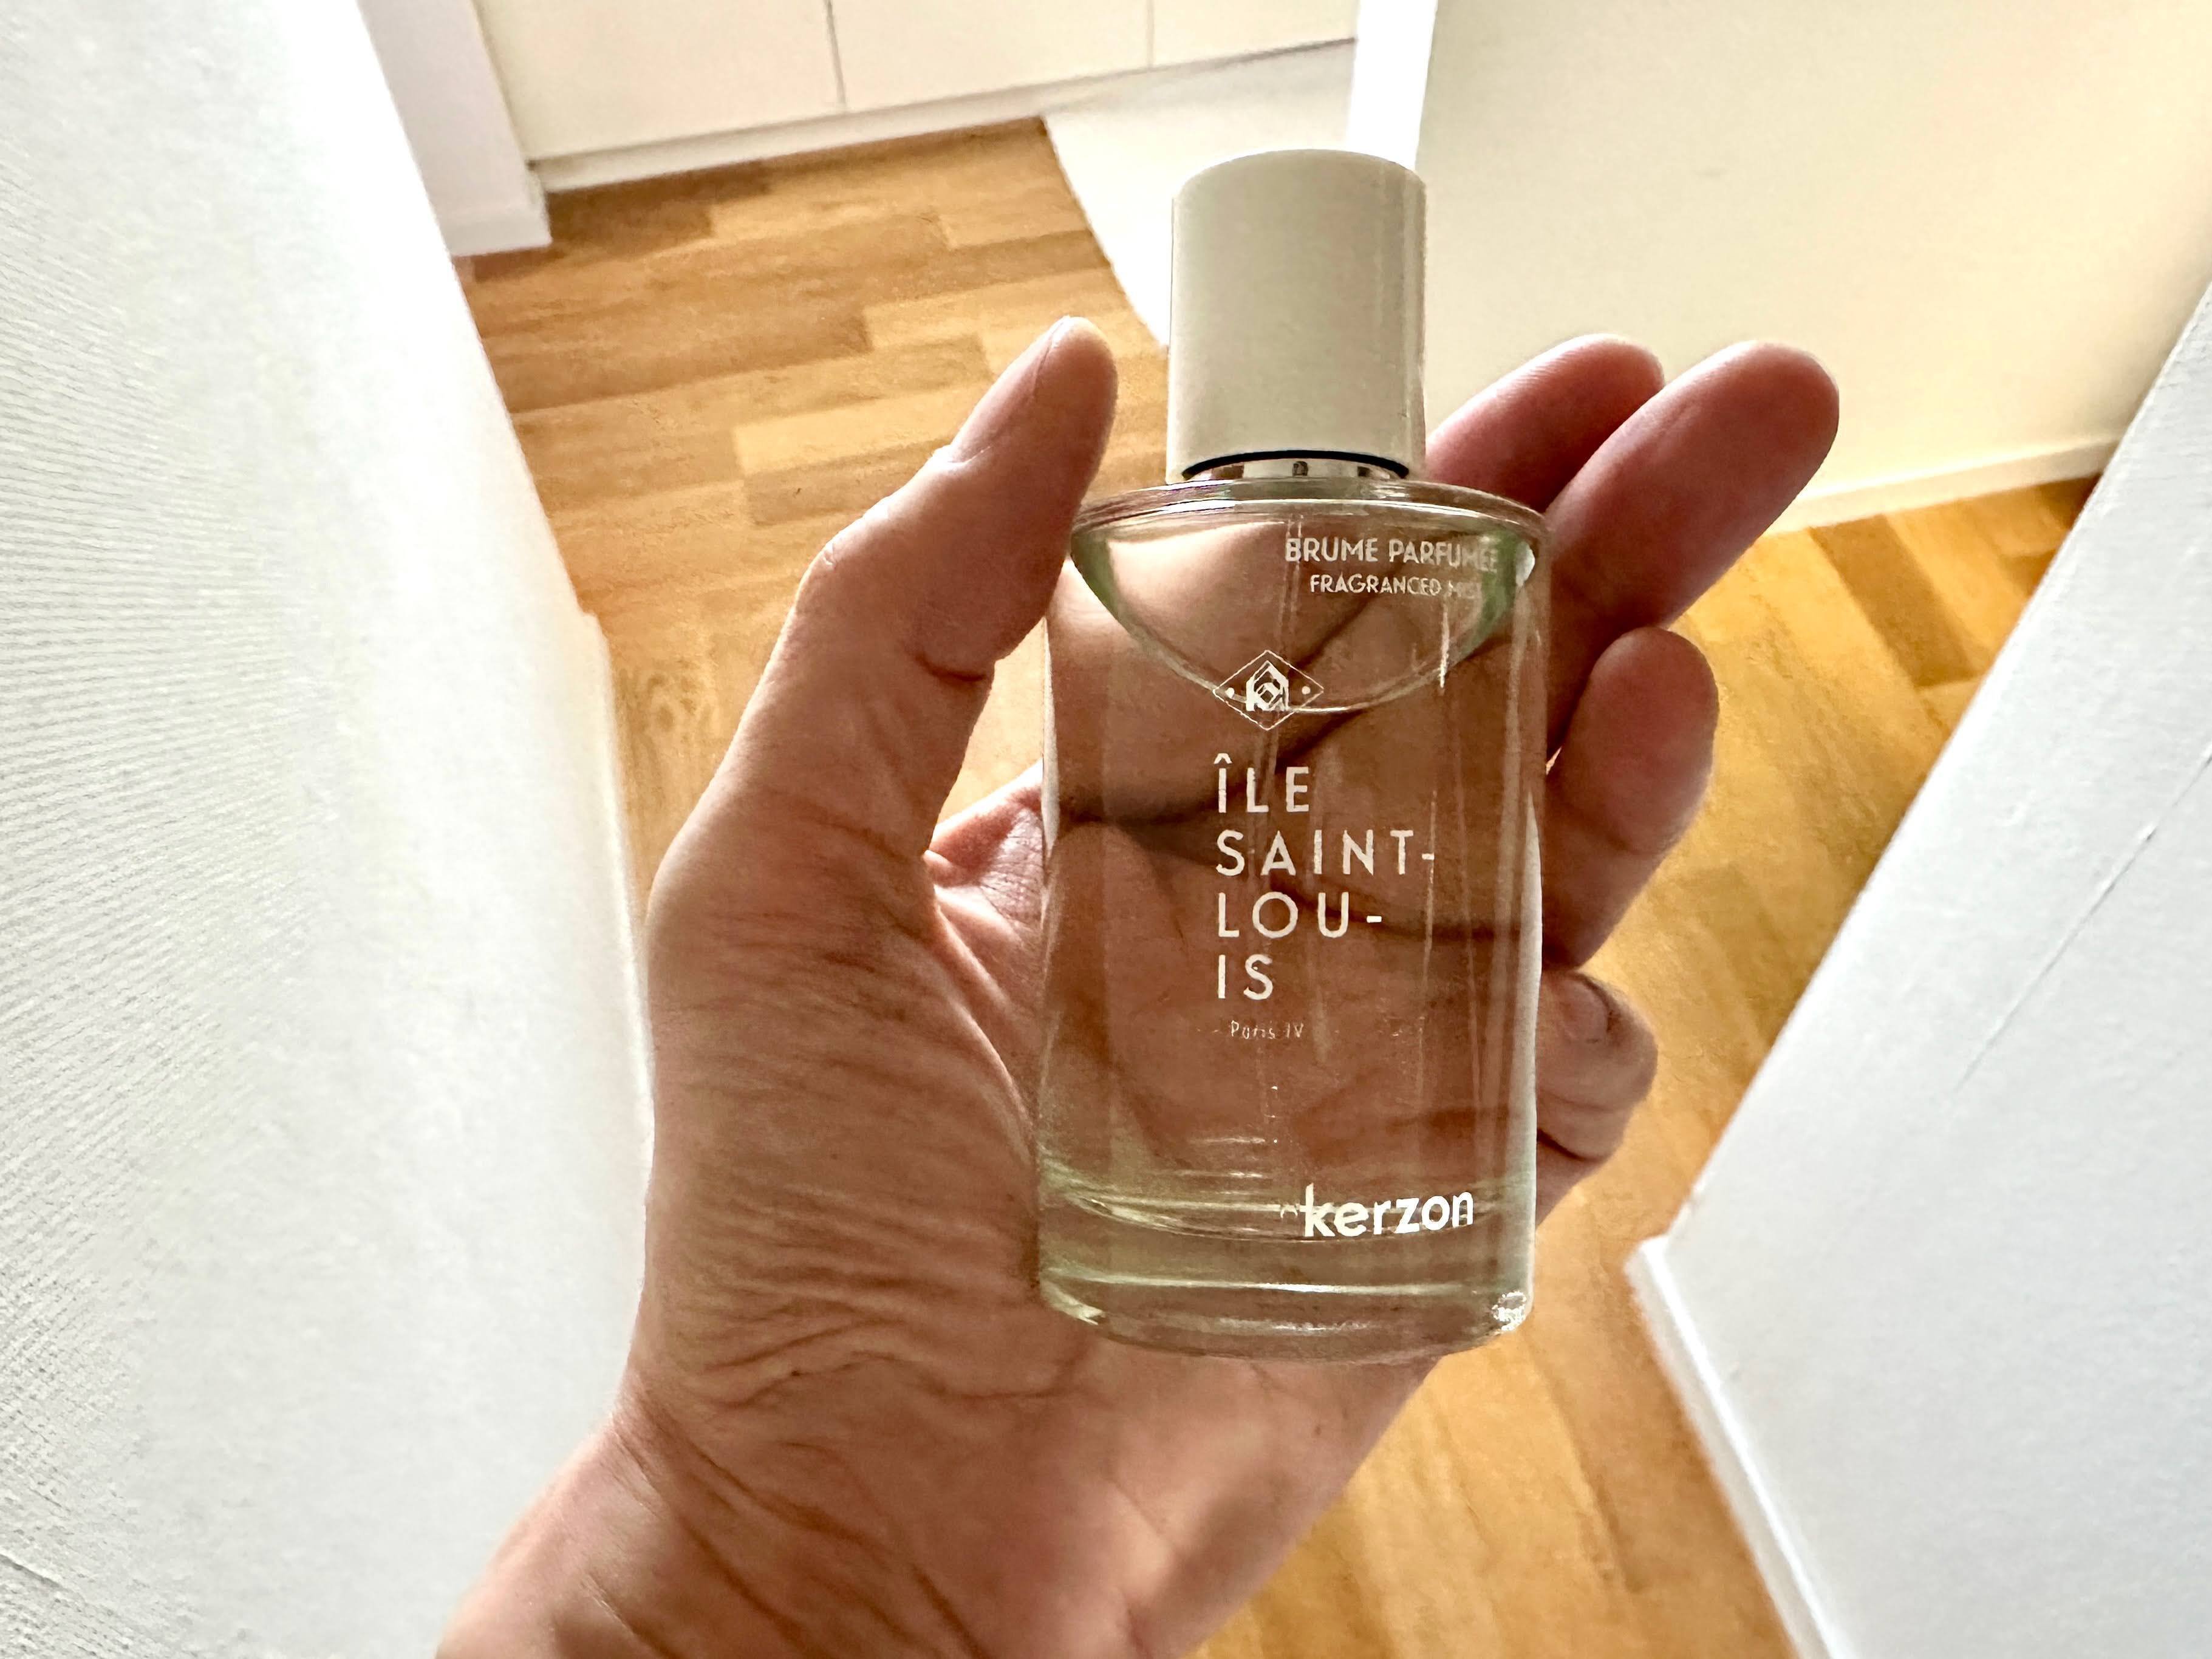 BRUME PARFUMÉE
FRAGRANCED MIST
ÎLE
SAINT-
LOU-
IS
Paris IV
kerzon